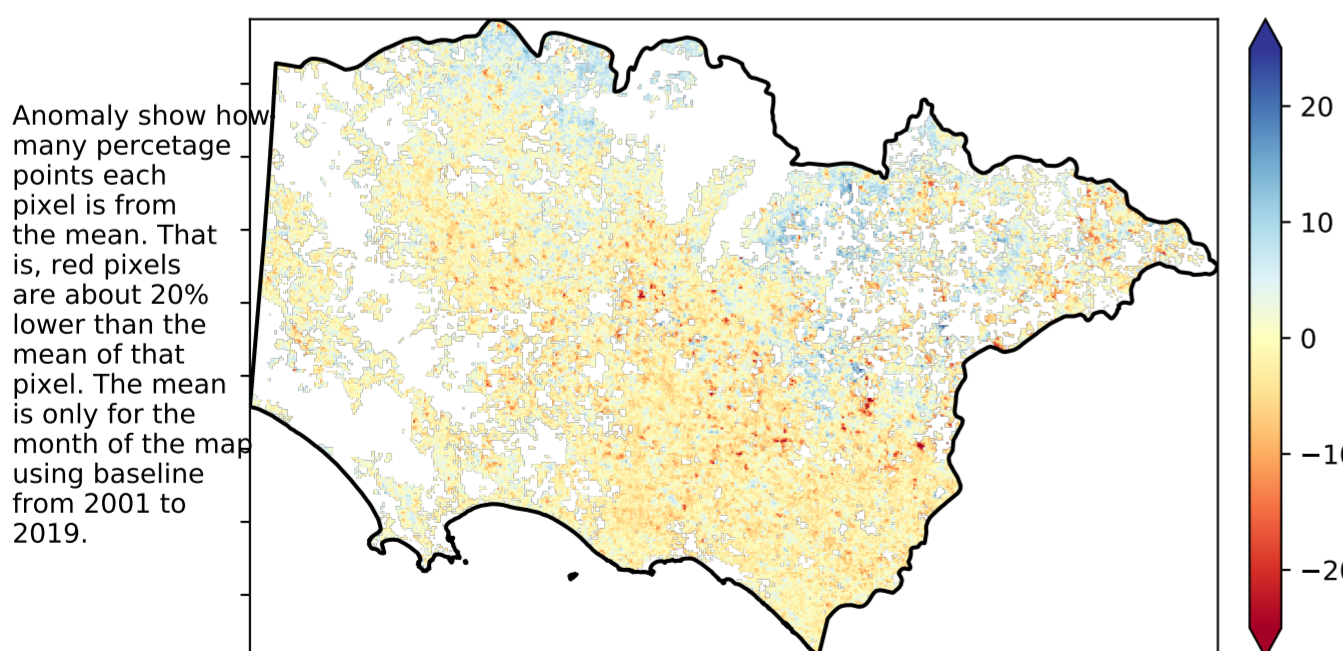 Anomaly show how
many percetage
points each
pixel is from
the mean. That
is, red pixels
are about 20%
lower than the
mean of that
pixel. The mean
is only for the
month of the map
using baseline
from 2001 to
2019.
20
10
0
−10
−20